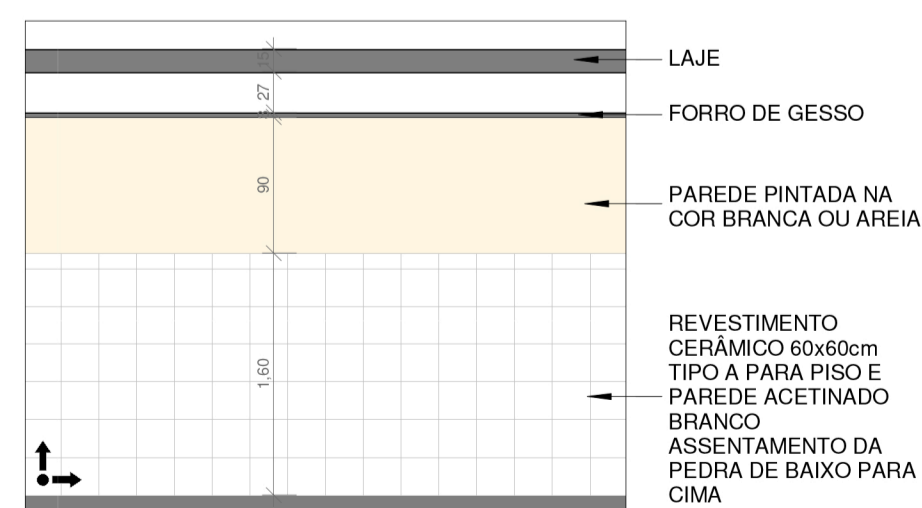 15
LAJE
27
FORRO DE GESSO
90
PAREDE PINTADA NA
COR BRANCA OU AREIA
1,60
REVESTIMENTO
CERÂMICO 60x60cm
TIPO A PARA PISO E
PAREDE ACETINADO
BRANCO
ASSENTAMENTO DA
PEDRA DE BAIXO PARA
CIMA